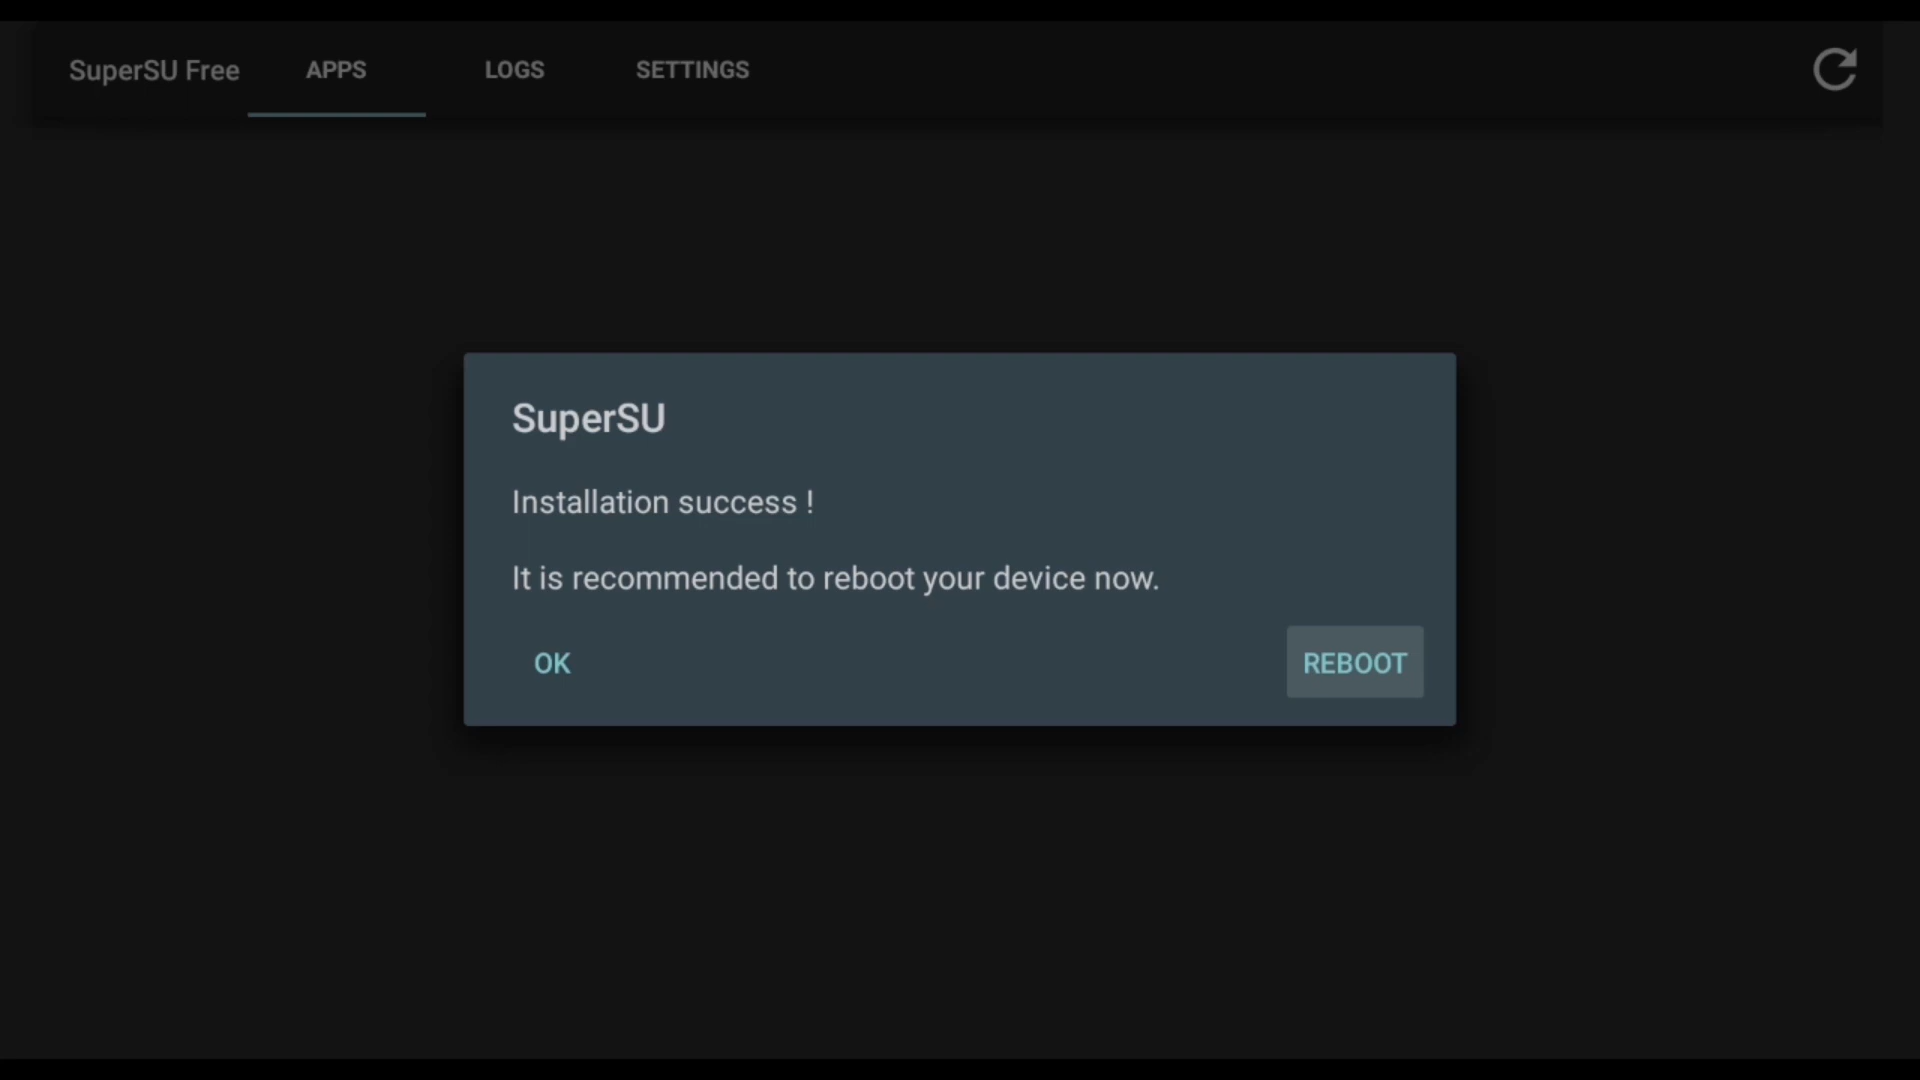 SuperSU Free APPS LOGS SETTINGS
SuperSU
Installation success !
It is recommended to reboot your device now.
OK REBOOT